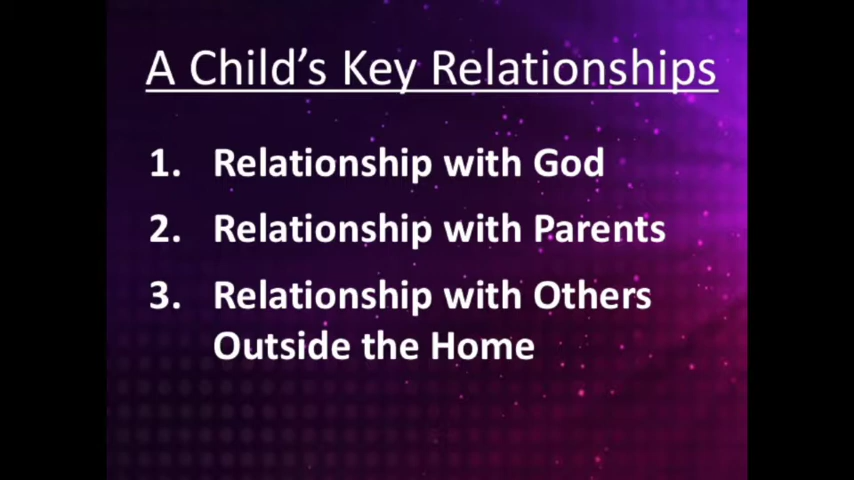 A Child’s Key Relationships
1. Relationship with God
2. Relationship with Parents
3. Relationship with Others
Outside the Home